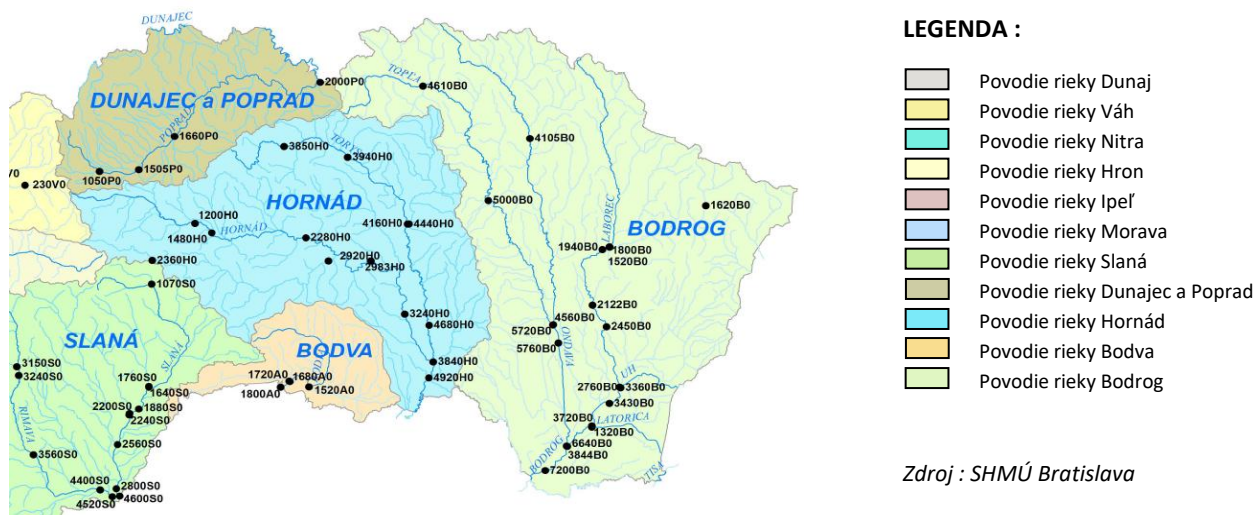 DUNAJEC
2000P0
DUNAJEC a POPRAD
POPRAD
1660P0
1505P0
1050P0
V0
230V0
TOPĽA
4610B0
4105B0
5000B0
1620B0
BODROG
LABOREC
1940B0
1800B0
1520B0
2122B0
2450B0
4560B0
5720B0
5760B0
ONDAVA
UH
2760B0
3360B0
3430B0
3720B0
LATORICA
1320B0
6640B0
3844B0
BODROG
7200B0
TISA
3850H0
3940H0
HORNÁD
1200H0
1480H0
HORNÁD
2280H0
4160H0
4440H0
2360H0
2920H0
2983H0
3240H0
4680H0
3840H0
4920H0
1070S0
SLANÁ
SLANÁ
3150S0
3240S0
1760S0
1640S0
2200S0
1880S0
2240S0
RIMAVA
2560S0
3560S0
4400S0
2800S0
4520S0
4600S0
BODVA
1720A0
1680A0
1800A0
1520A0
LEGENDA :
Povodie rieky Dunaj
Povodie rieky Váh
Povodie rieky Nitra
Povodie rieky Hron
Povodie rieky Ipeľ
Povodie rieky Morava
Povodie rieky Slaná
Povodie rieky Dunajec a Poprad
Povodie rieky Hornád
Povodie rieky Bodva
Povodie rieky Bodrog
Zdroj : SHMÚ Bratislava